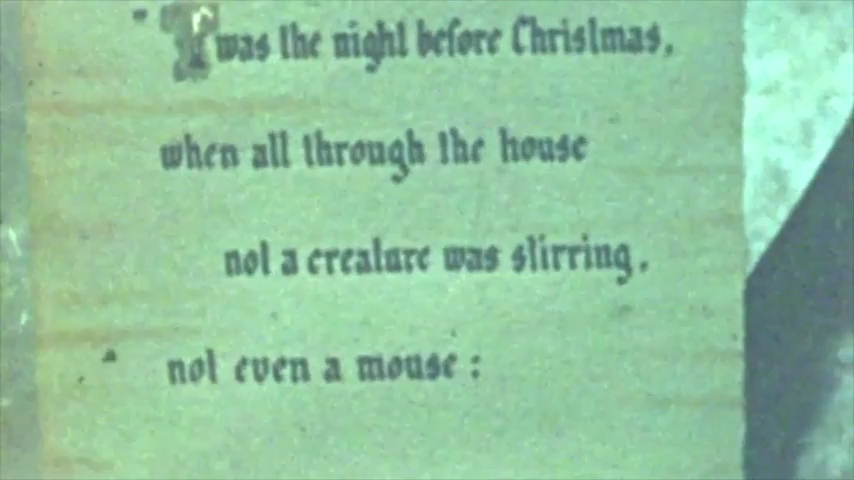 'Twas the night before Christmas,
when all through the house
not a creature was stirring,
not even a mouse: